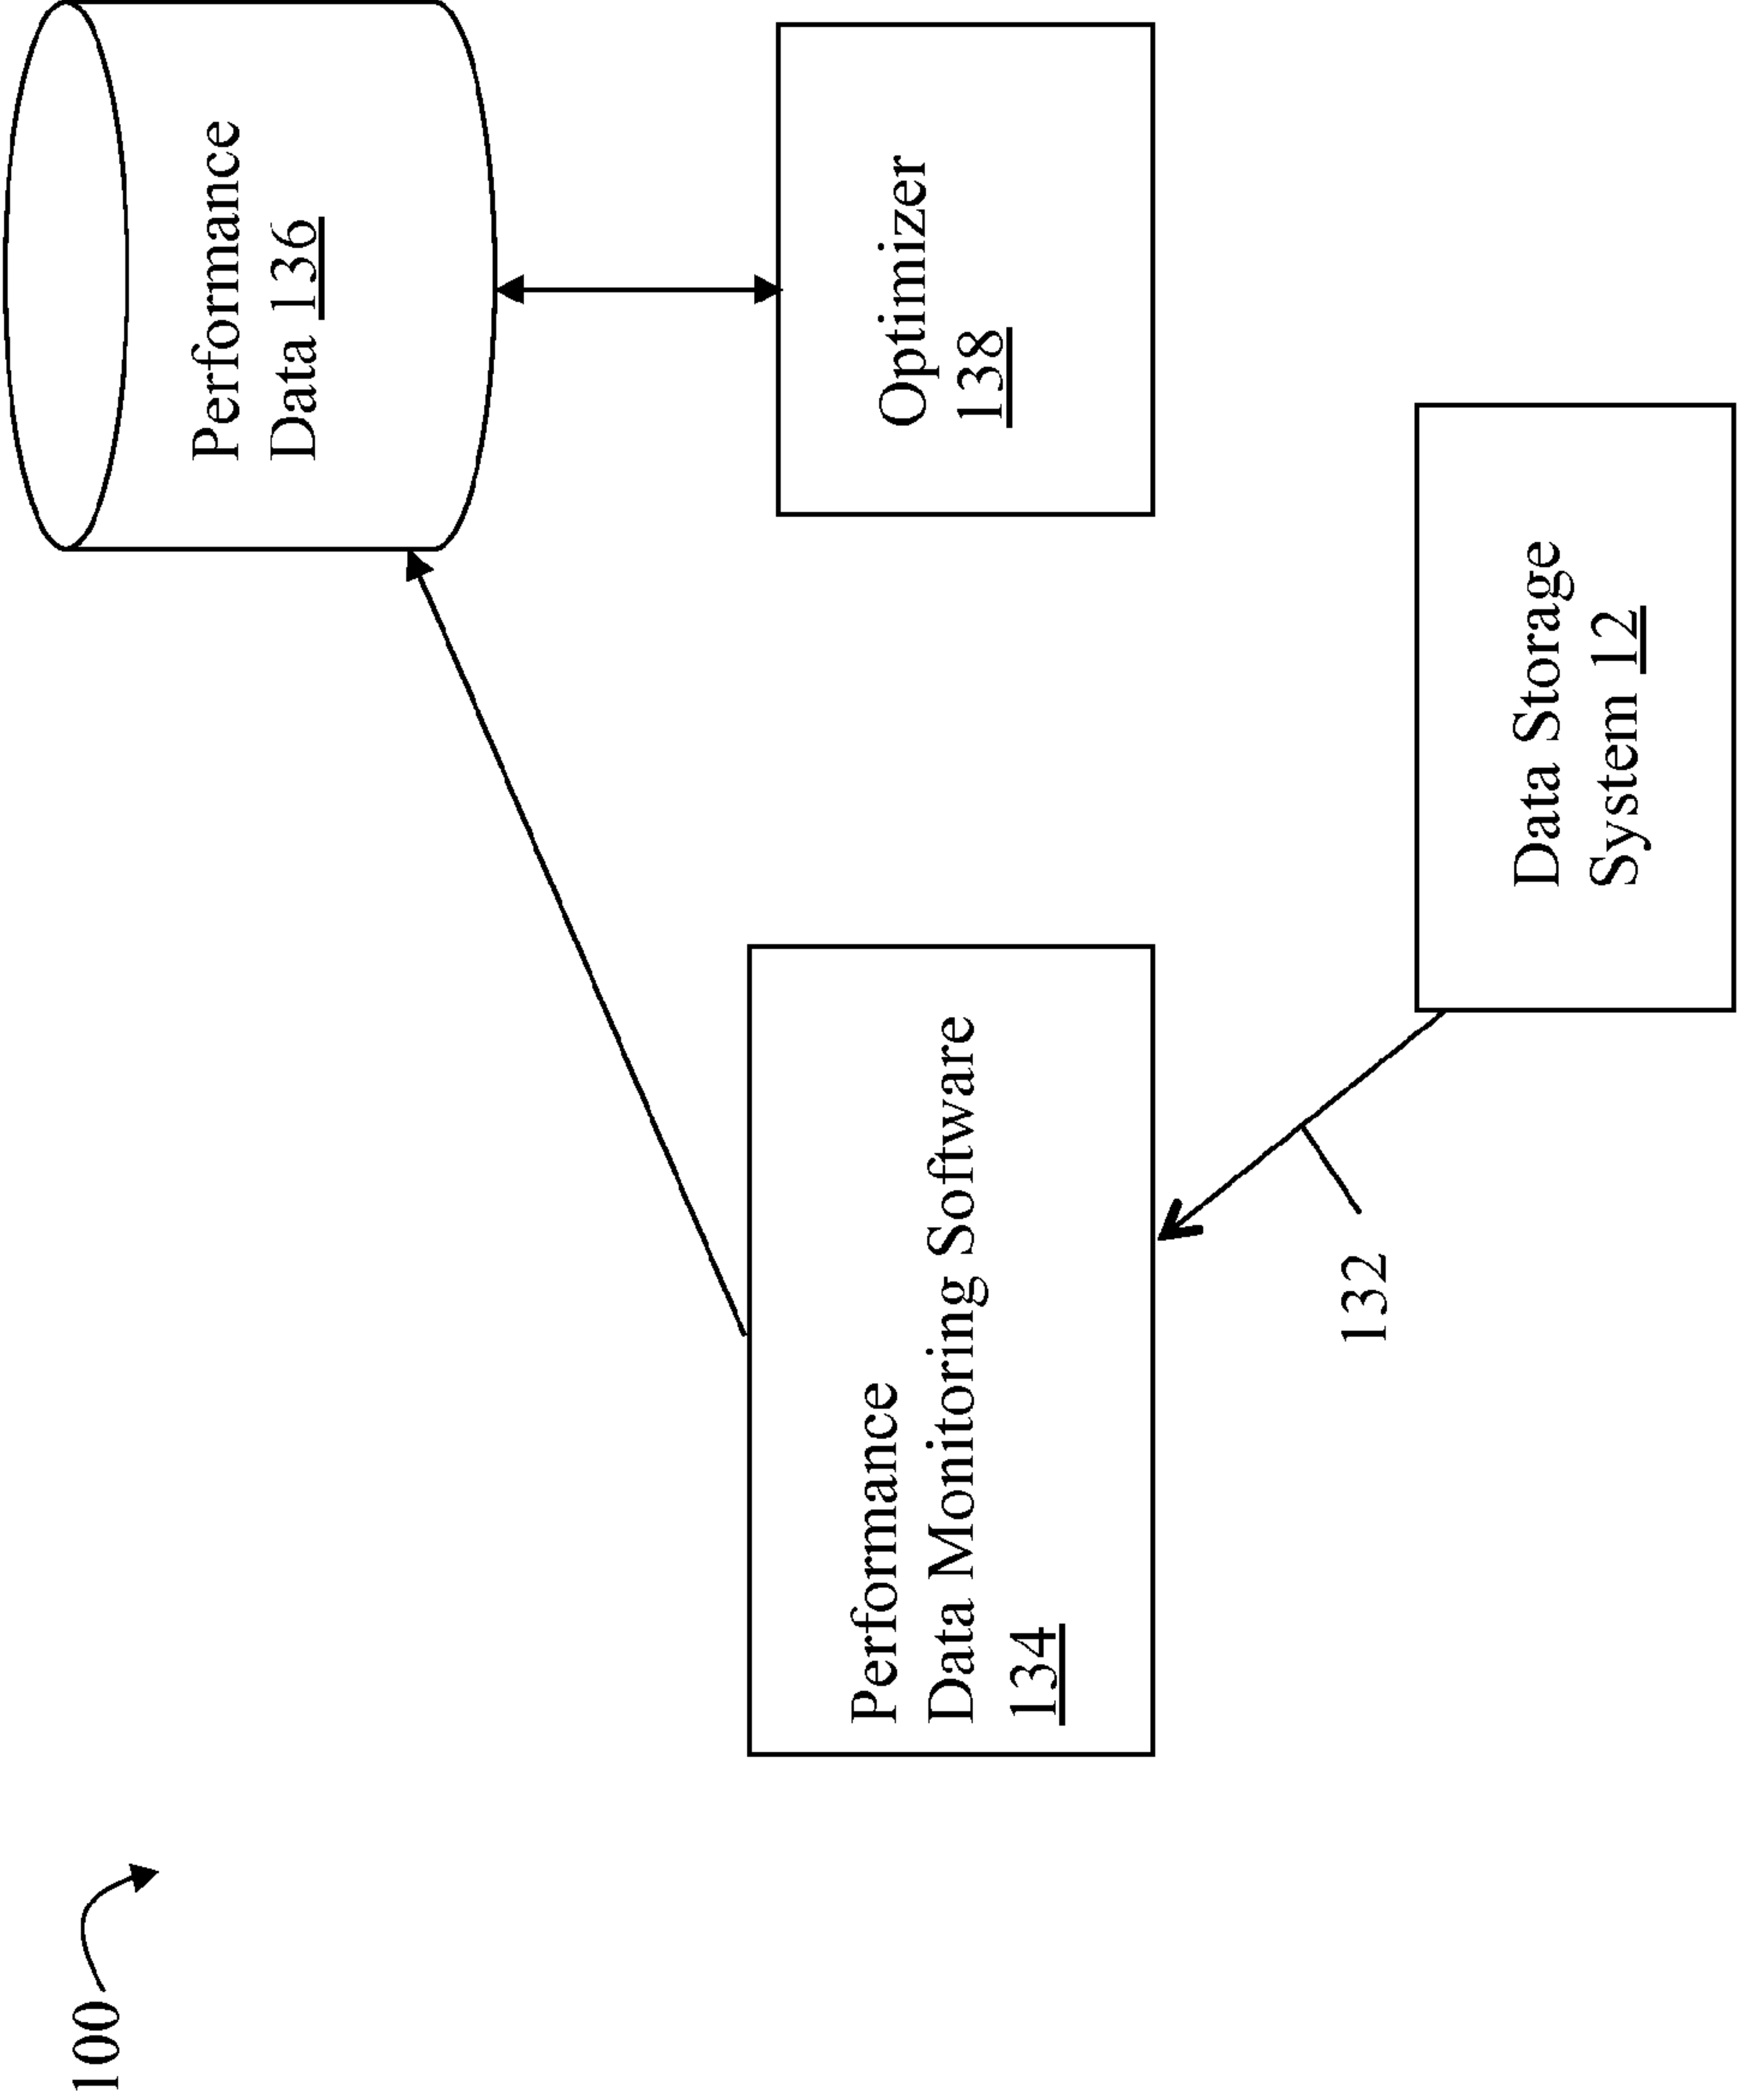 100
Performance
Data 136
Performance
Data Monitoring Software
134
Optimizer
138
132
Data Storage
System 12